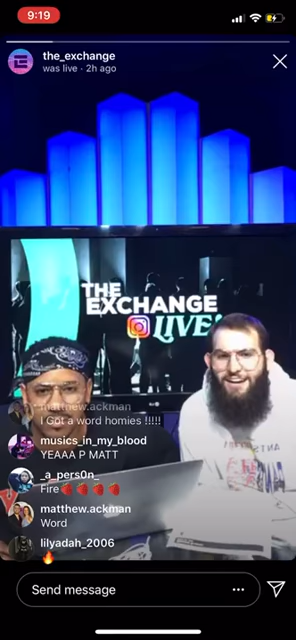 9:19
the_exchange
was live · 2h ago
THE
EXCHANGE
LIVE!
matthew.ackman
I Got a word homies !!!!!
musics_in_my_blood
YEAAA P MATT
_a_pers0n_
Fire🍓🍓🍓🍓
matthew.ackman
Word
lilyadah_2006
🔥
Send message